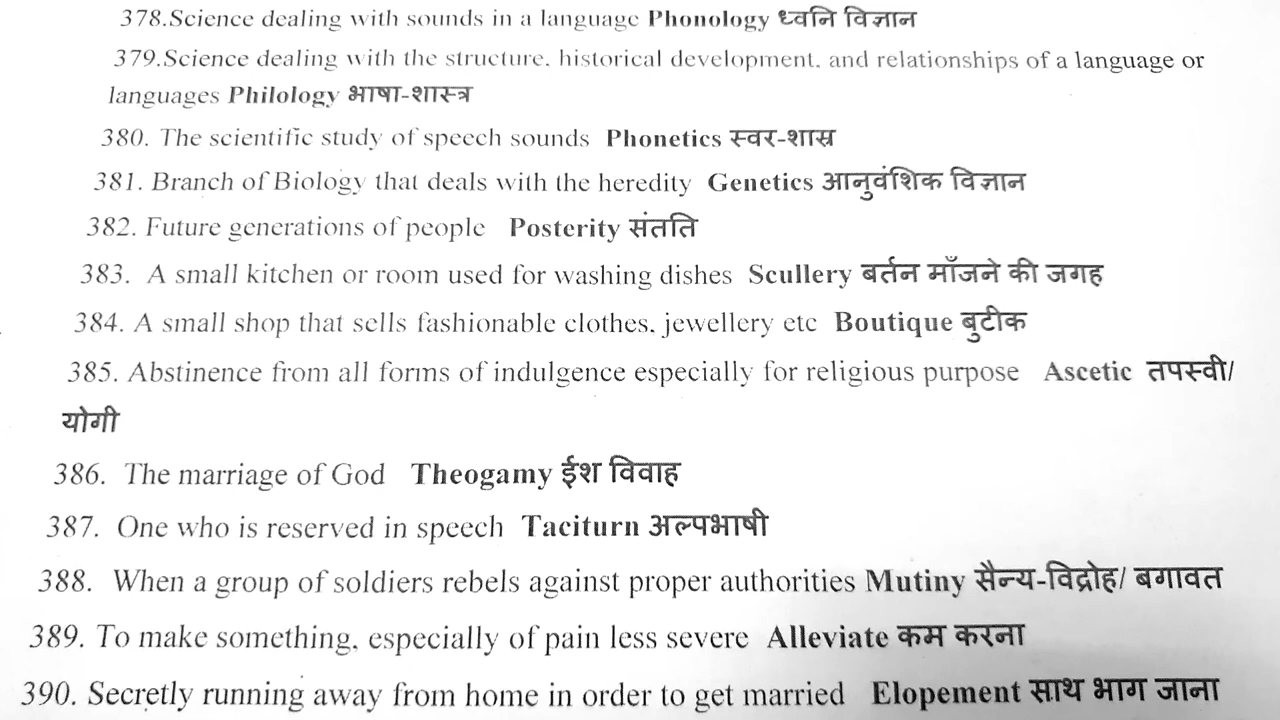 378.Science dealing with sounds in a language Phonology ध्वनि विज्ञान
379.Science dealing with the structure, historical development, and relationships of a language or
languages Philology भाषा-शास्त्र
380. The scientific study of speech sounds Phonetics स्वर-शास्र
381. Branch of Biology that deals with the heredity Genetics आनुवंशिक विज्ञान
382. Future generations of people Posterity संतति
383. A small kitchen or room used for washing dishes Scullery बर्तन माँजने की जगह
384. A small shop that sells fashionable clothes, jewellery etc Boutique बुटीक
385. Abstinence from all forms of indulgence especially for religious purpose Ascetic तपस्वी/
योगी
386. The marriage of God Theogamy ईश विवाह
387. One who is reserved in speech Taciturn अल्पभाषी
388. When a group of soldiers rebels against proper authorities Mutiny सैन्य-विद्रोह/ बगावत
389. To make something, especially of pain less severe Alleviate कम करना
390. Secretly running away from home in order to get married Elopement साथ भाग जाना